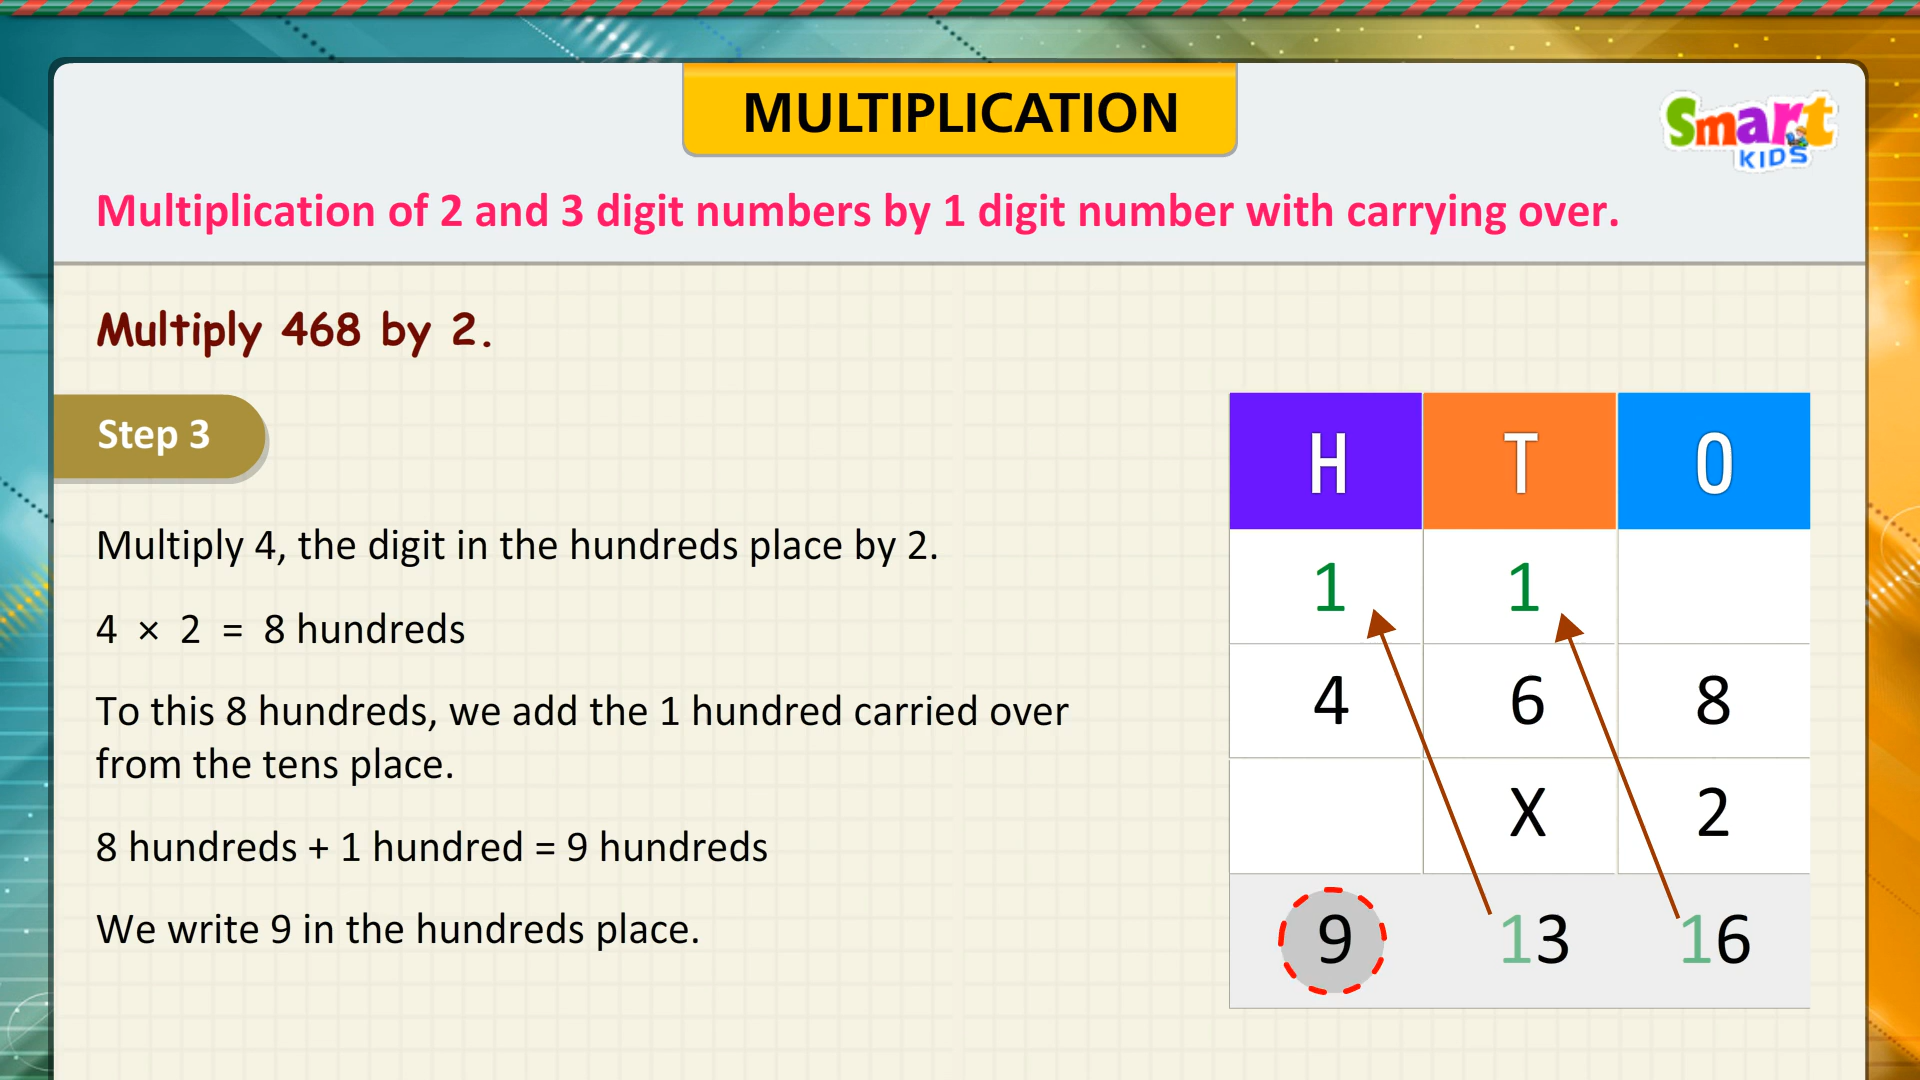 MULTIPLICATION
Smart
KIDS
Multiplication of 2 and 3 digit numbers by 1 digit number with carrying over.
Multiply 468 by 2.
Step 3
Multiply 4, the digit in the hundreds place by 2.
4 × 2 = 8 hundreds
To this 8 hundreds, we add the 1 hundred carried over
from the tens place.
8 hundreds + 1 hundred = 9 hundreds
We write 9 in the hundreds place.
H T O
1 1
4 6 8
X 2
9 13 16